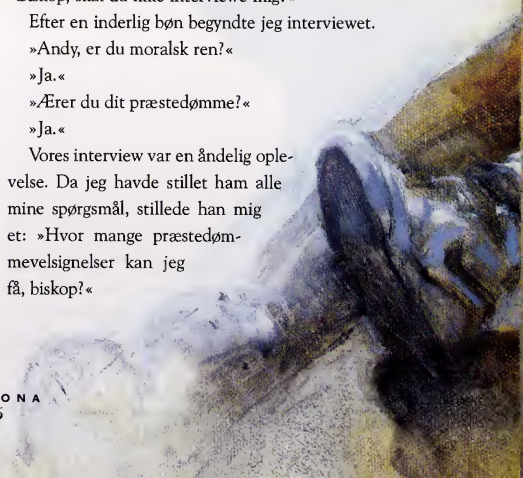 Efter en inderlig bøn begyndte jeg interviewet.
»Andy, er du moralsk ren?«
»Ja.«
»Ærer du dit præstedømme?«
»Ja.«
Vores interview var en åndelig ople-
velse. Da jeg havde stillet ham alle
mine spørgsmål, stillede han mig
et: »Hvor mange præstedøm-
mevelsignelser kan jeg
få, biskop?«
ONA